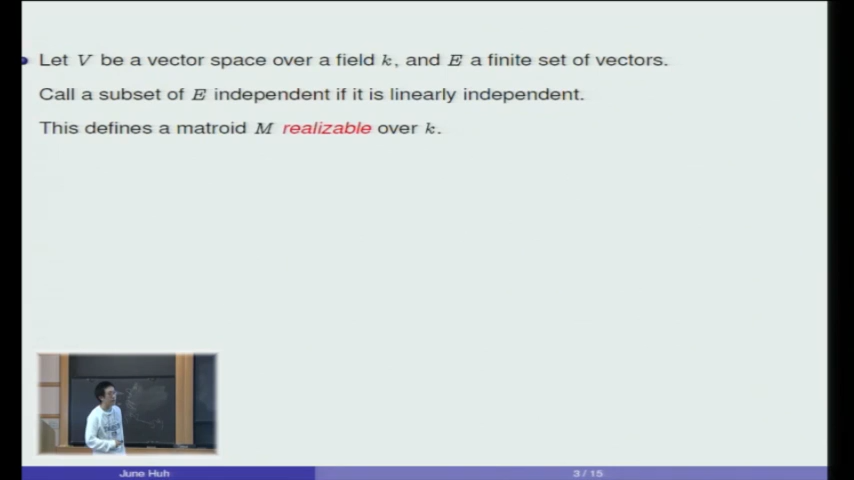 Let V be a vector space over a field k, and E a finite set of vectors.
Call a subset of E independent if it is linearly independent.
This defines a matroid M realizable over k.
June Huh
3 / 15